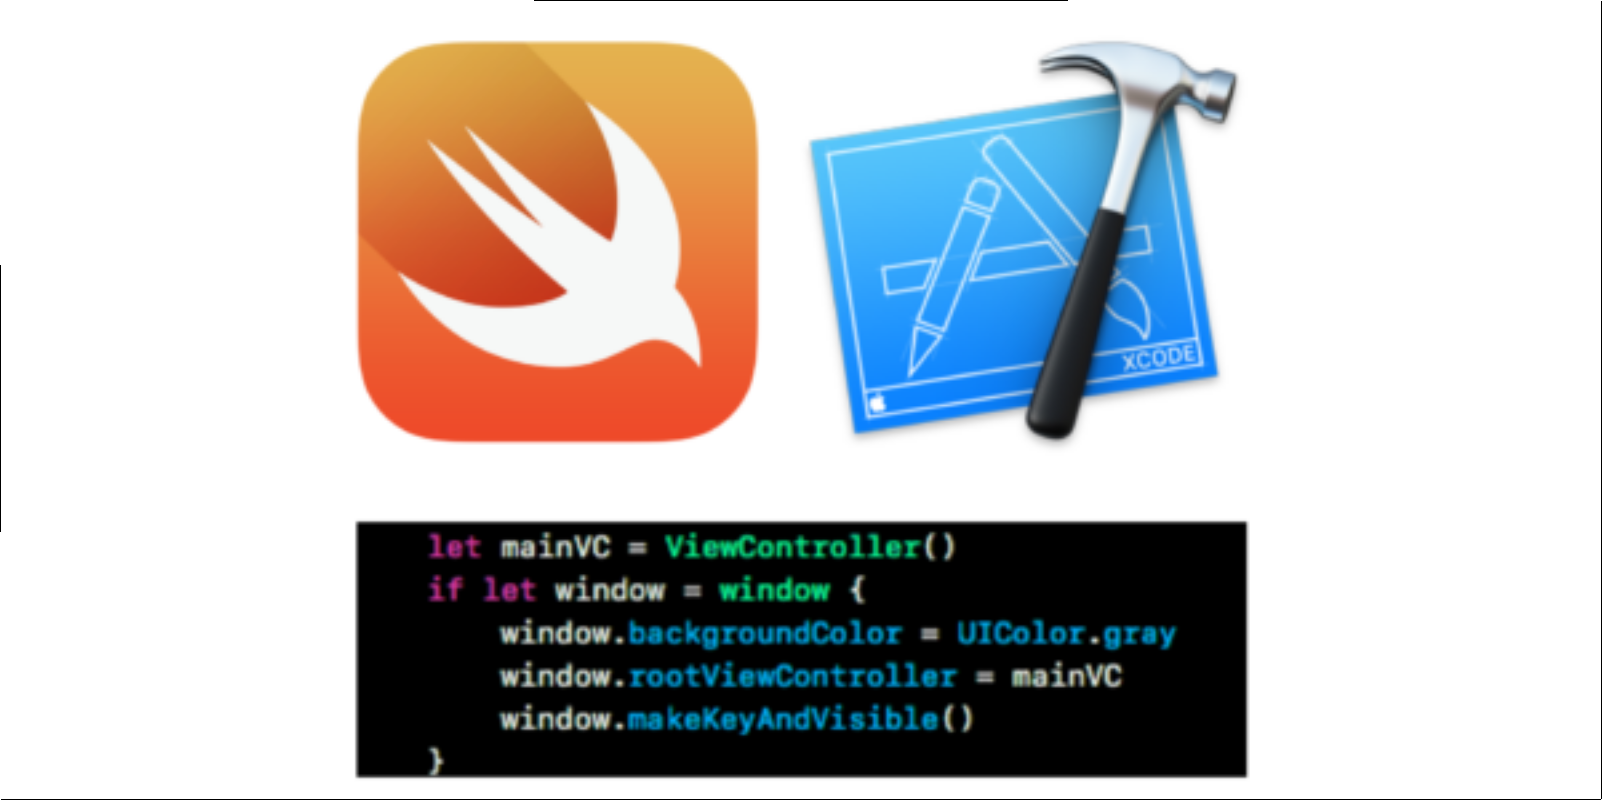 XCODE
let mainVC = ViewController()
if let window = window {
window.backgroundColor = UIColor.gray
window.rootViewController = mainVC
window.makeKeyAndVisible()
}